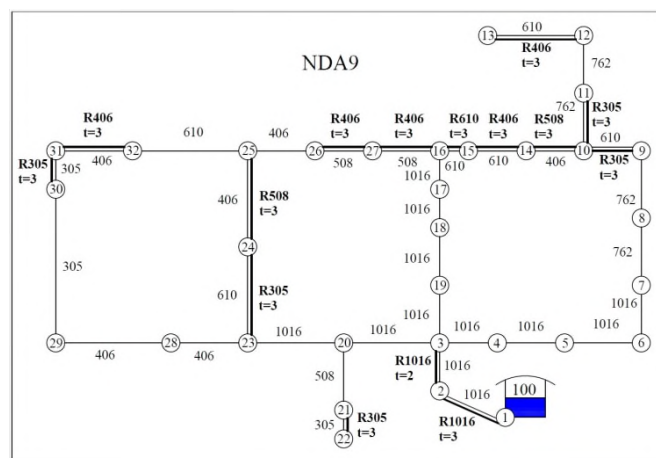 610
13
12
R406
t=3
NDA9
762
11
762
R305
t=3
R406
t=3
610
406
R406
t=3
R406
t=3
R610
t=3
R406
t=3
R508
t=3
610
31
32
25
26
27
16
15
14
10
9
406
508
508
610
610
406
R305
t=3
R305
t=3
305
30
1016
17
762
406
R508
t=3
1016
18
8
24
305
1016
762
610
R305
t=3
19
7
1016
1016
1016
1016
1016
1016
29
28
23
20
3
4
5
6
406
406
R1016
t=2
1016
508
2
1016
100
21
1
305
R305
t=3
22
R1016
t=3